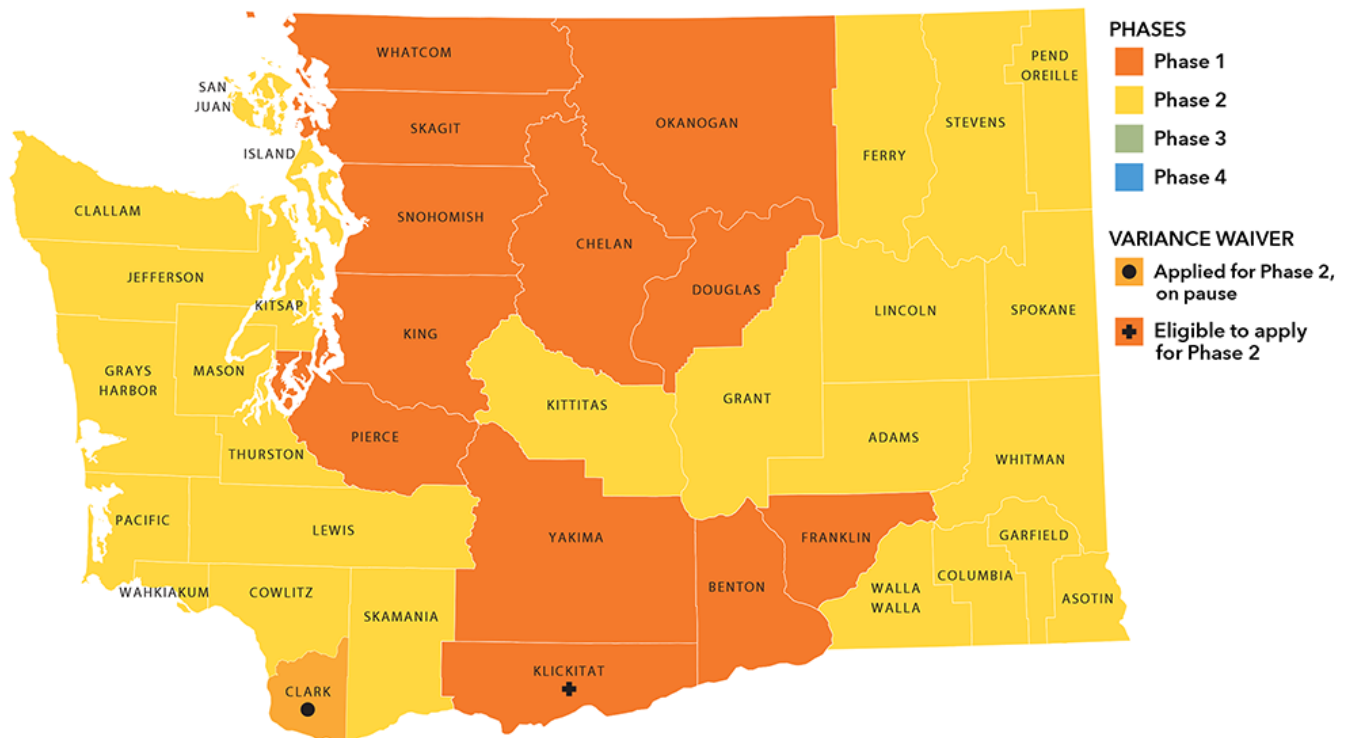 WHATCOM
SAN
JUAN
SKAGIT
ISLAND
OKANOGAN
FERRY
STEVENS
PEND
OREILLE
CLALLAM
SNOHOMISH
CHELAN
JEFFERSON
KITSAP
DOUGLAS
LINCOLN
SPOKANE
KING
GRAYS
HARBOR
MASON
KITTITAS
GRANT
ADAMS
WHITMAN
PIERCE
THURSTON
PACIFIC
LEWIS
YAKIMA
FRANKLIN
GARFIELD
WAHKIAKUM
COWLITZ
SKAMANIA
BENTON
WALLA
WALLA
COLUMBIA
ASOTIN
CLARK
KLICKITAT
PHASES
Phase 1
Phase 2
Phase 3
Phase 4
VARIANCE WAIVER
Applied for Phase 2,
on pause
Eligible to apply
for Phase 2